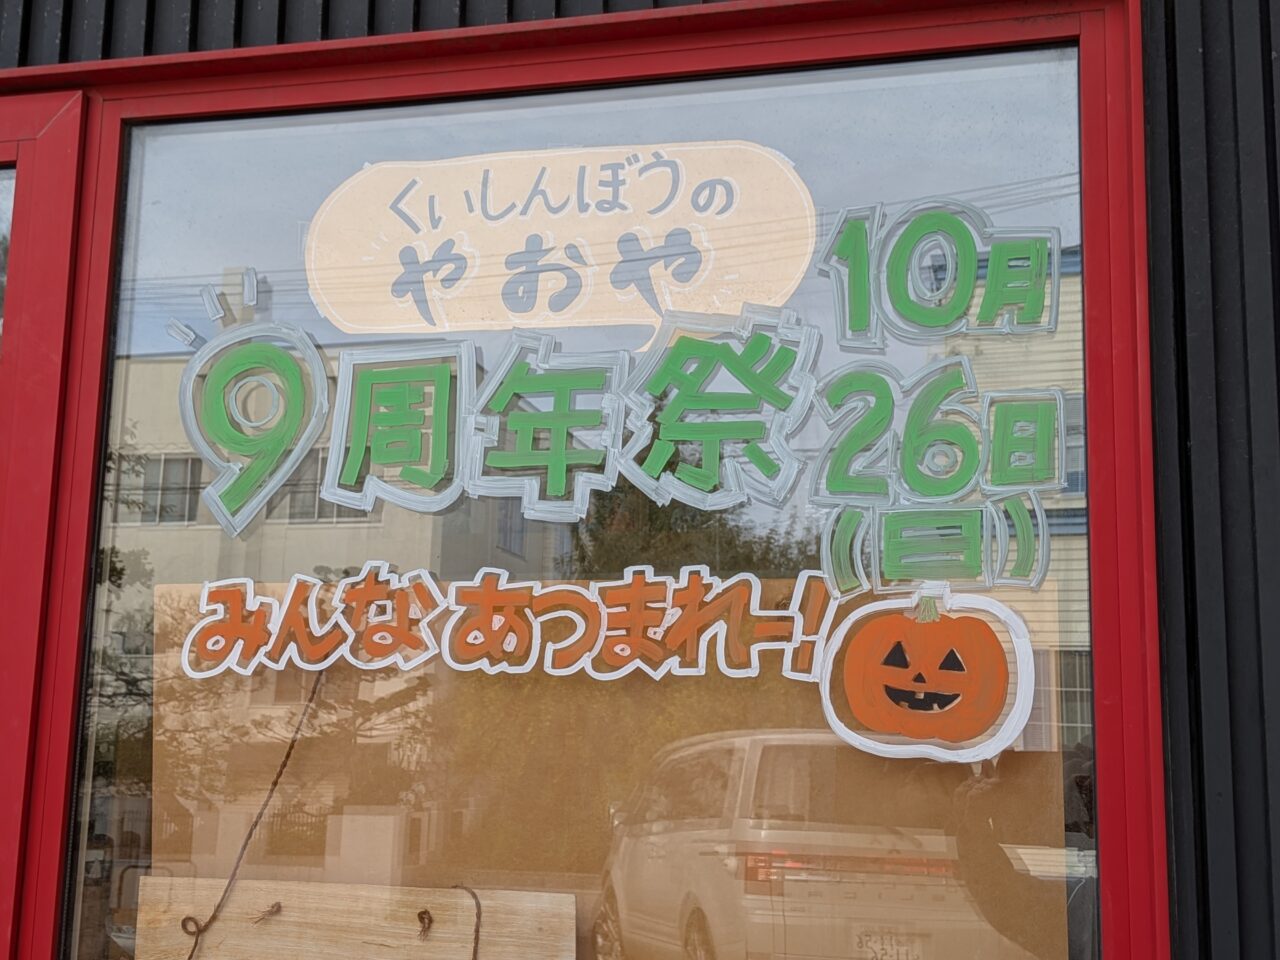 くいしんぼうの
やおや
9周年祭
10月
26日
(日)
みんなあつまれー!